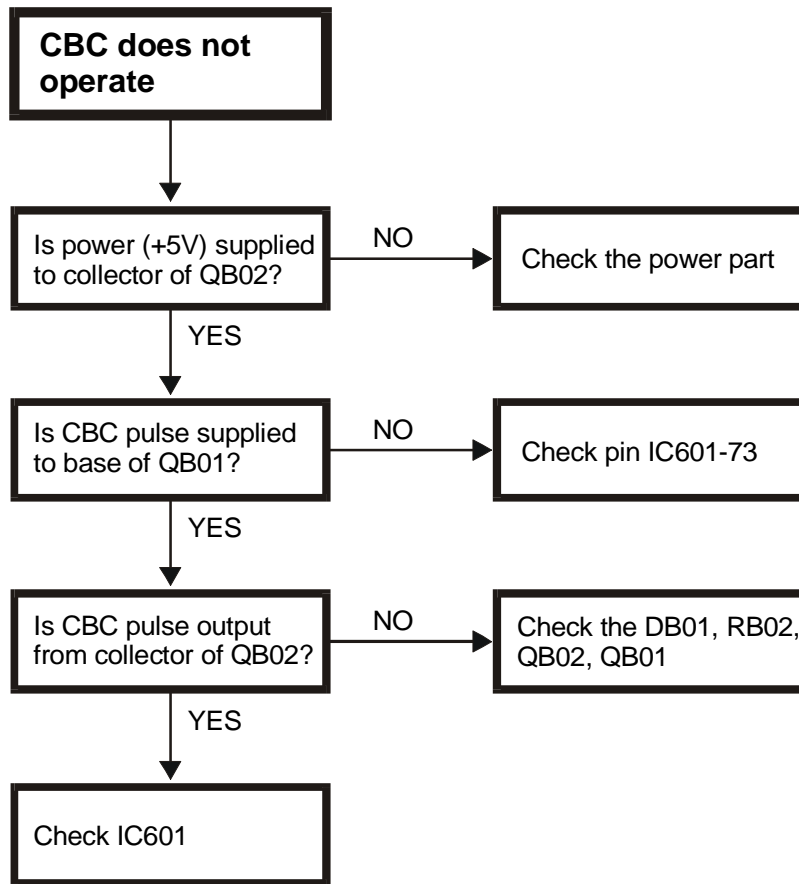 CBC does not
operate
Is power (+5V) supplied
to collector of QB02?
NO
Check the power part
YES
Is CBC pulse supplied
to base of QB01?
NO
Check pin IC601-73
YES
Is CBC pulse output
from collector of QB02?
NO
Check the DB01, RB02,
QB02, QB01
YES
Check IC601